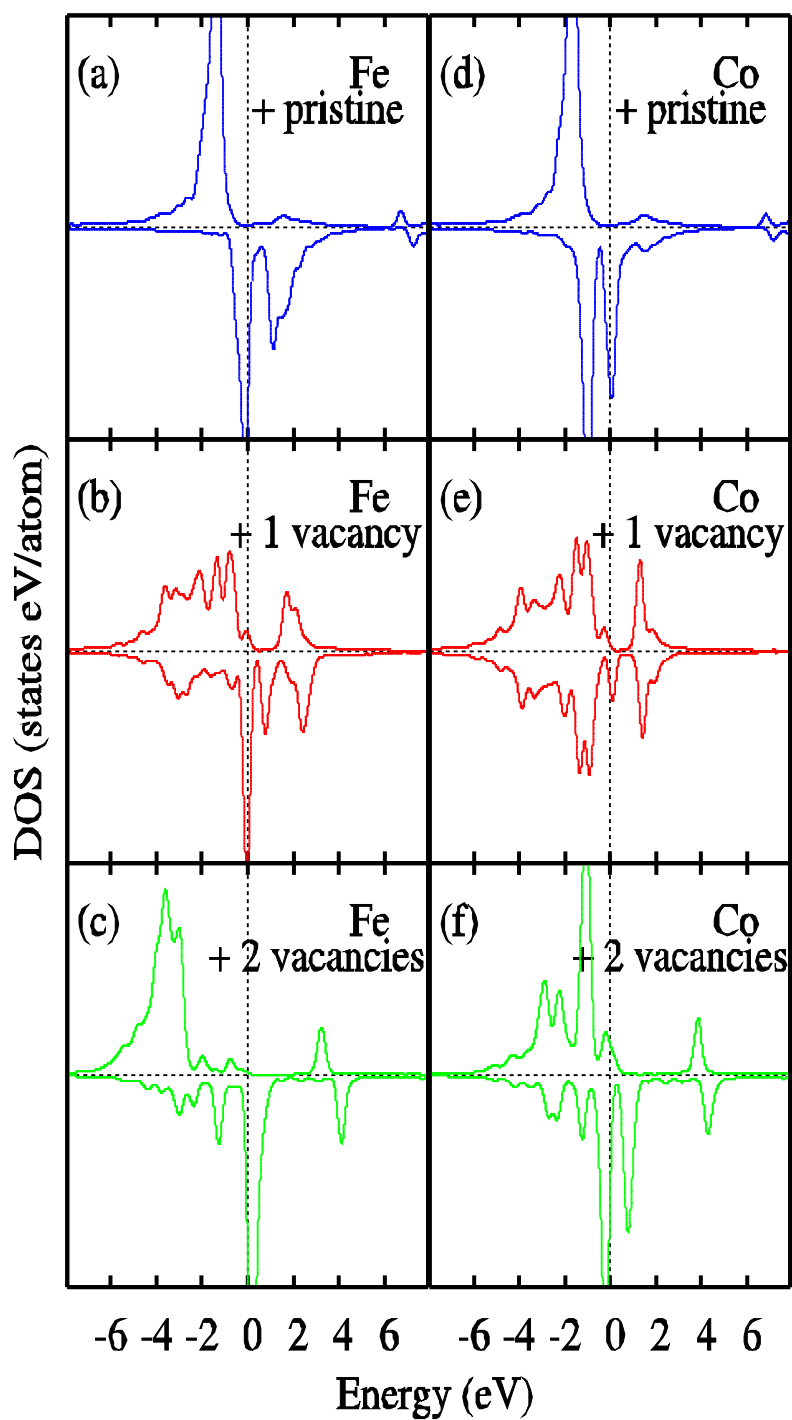 (a) Fe
+ pristine
(d) Co
+ pristine
(b) Fe
+ 1 vacancy
(e) Co
+ 1 vacancy
(c) Fe
+ 2 vacancies
(f) Co
+ 2 vacancies
DOS (states eV/atom)
-6 -4 -2 0 2 4 6
-6 -4 -2 0 2 4 6
Energy (eV)